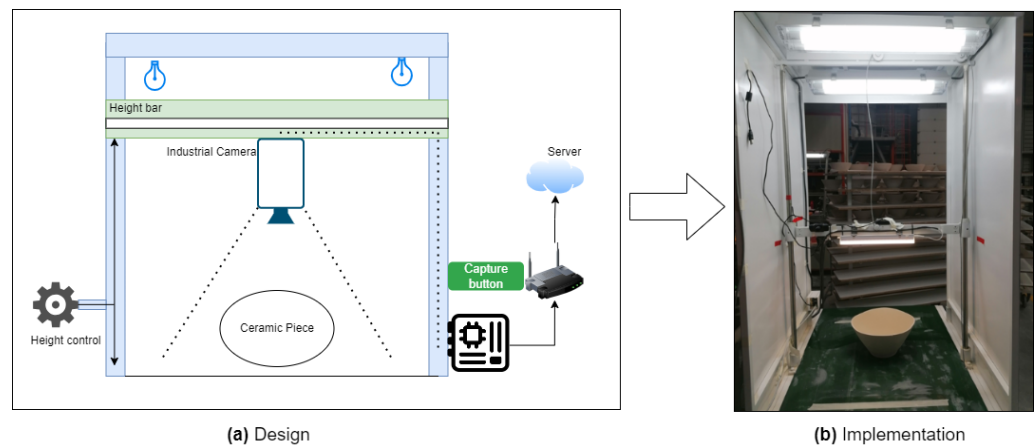 Height bar
Industrial Camera
Server
Capture
button
Ceramic Piece
Height control
(a) Design
(b) Implementation